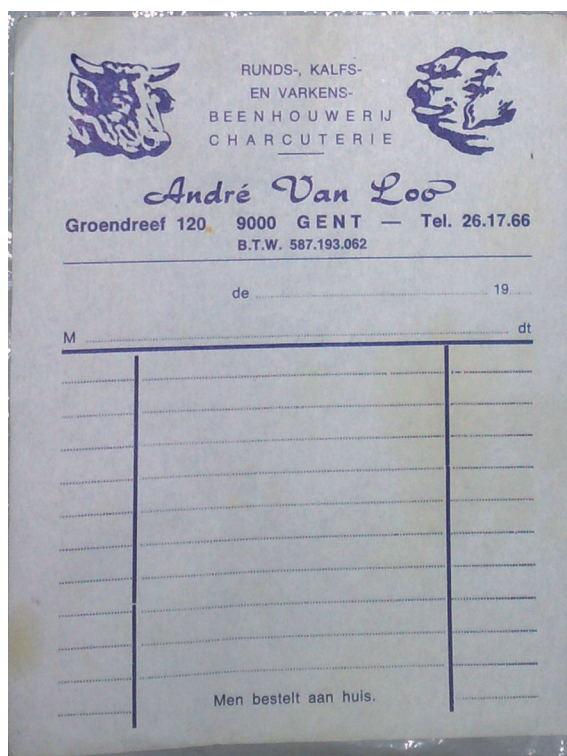 RUNDS-, KALFS-
EN VARKENS-
BEENHOUWERIJ
CHARCUTERIE
André Van Loo
Groendreef 120 9000 GENT — Tel. 26.17.66
B.T.W. 587.193.062
de 19
M dt
Men bestelt aan huis.